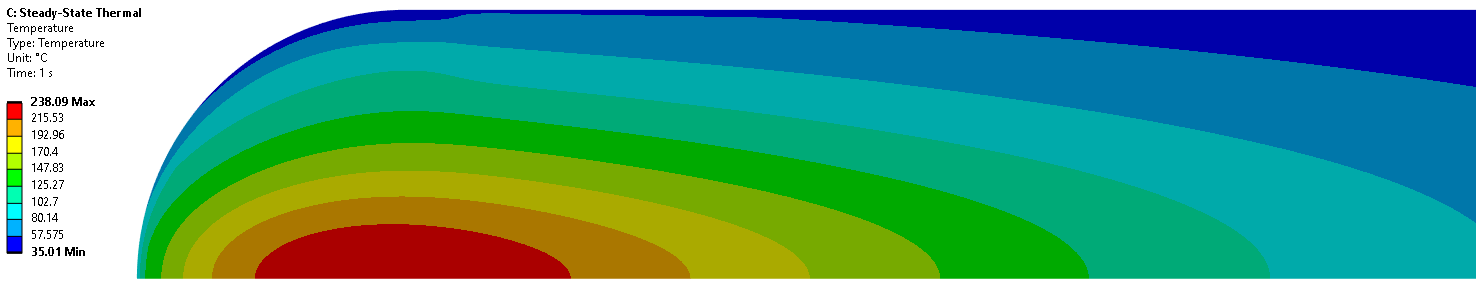 C: Steady-State Thermal
Temperature
Type: Temperature
Unit: °C
Time: 1 s
238.09 Max
215.53
192.96
170.4
147.83
125.27
102.7
80.14
57.575
35.01 Min